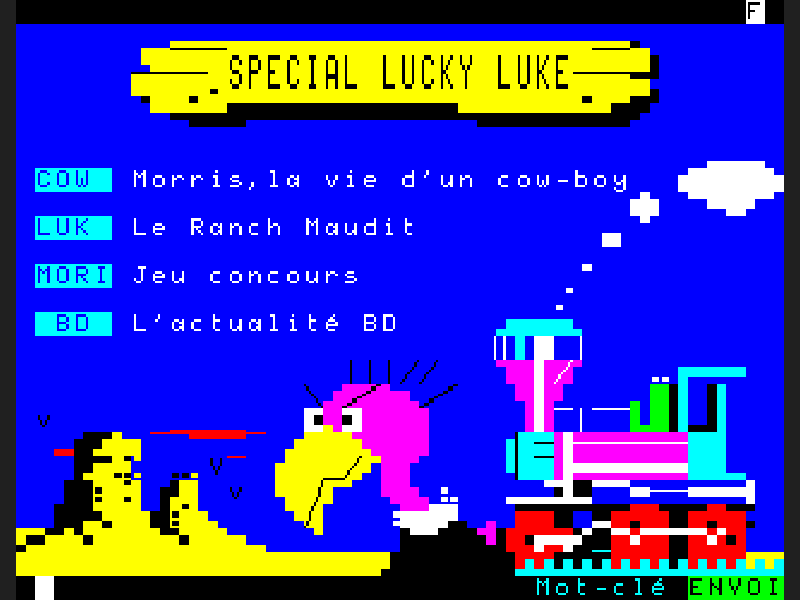 F
SPECIAL LUCKY LUKE
COW Morris,la vie d'un cow-boy
LUK Le Ranch Maudit
MORI Jeu concours
BD L'actualité BD
Mot-clé ENVOI